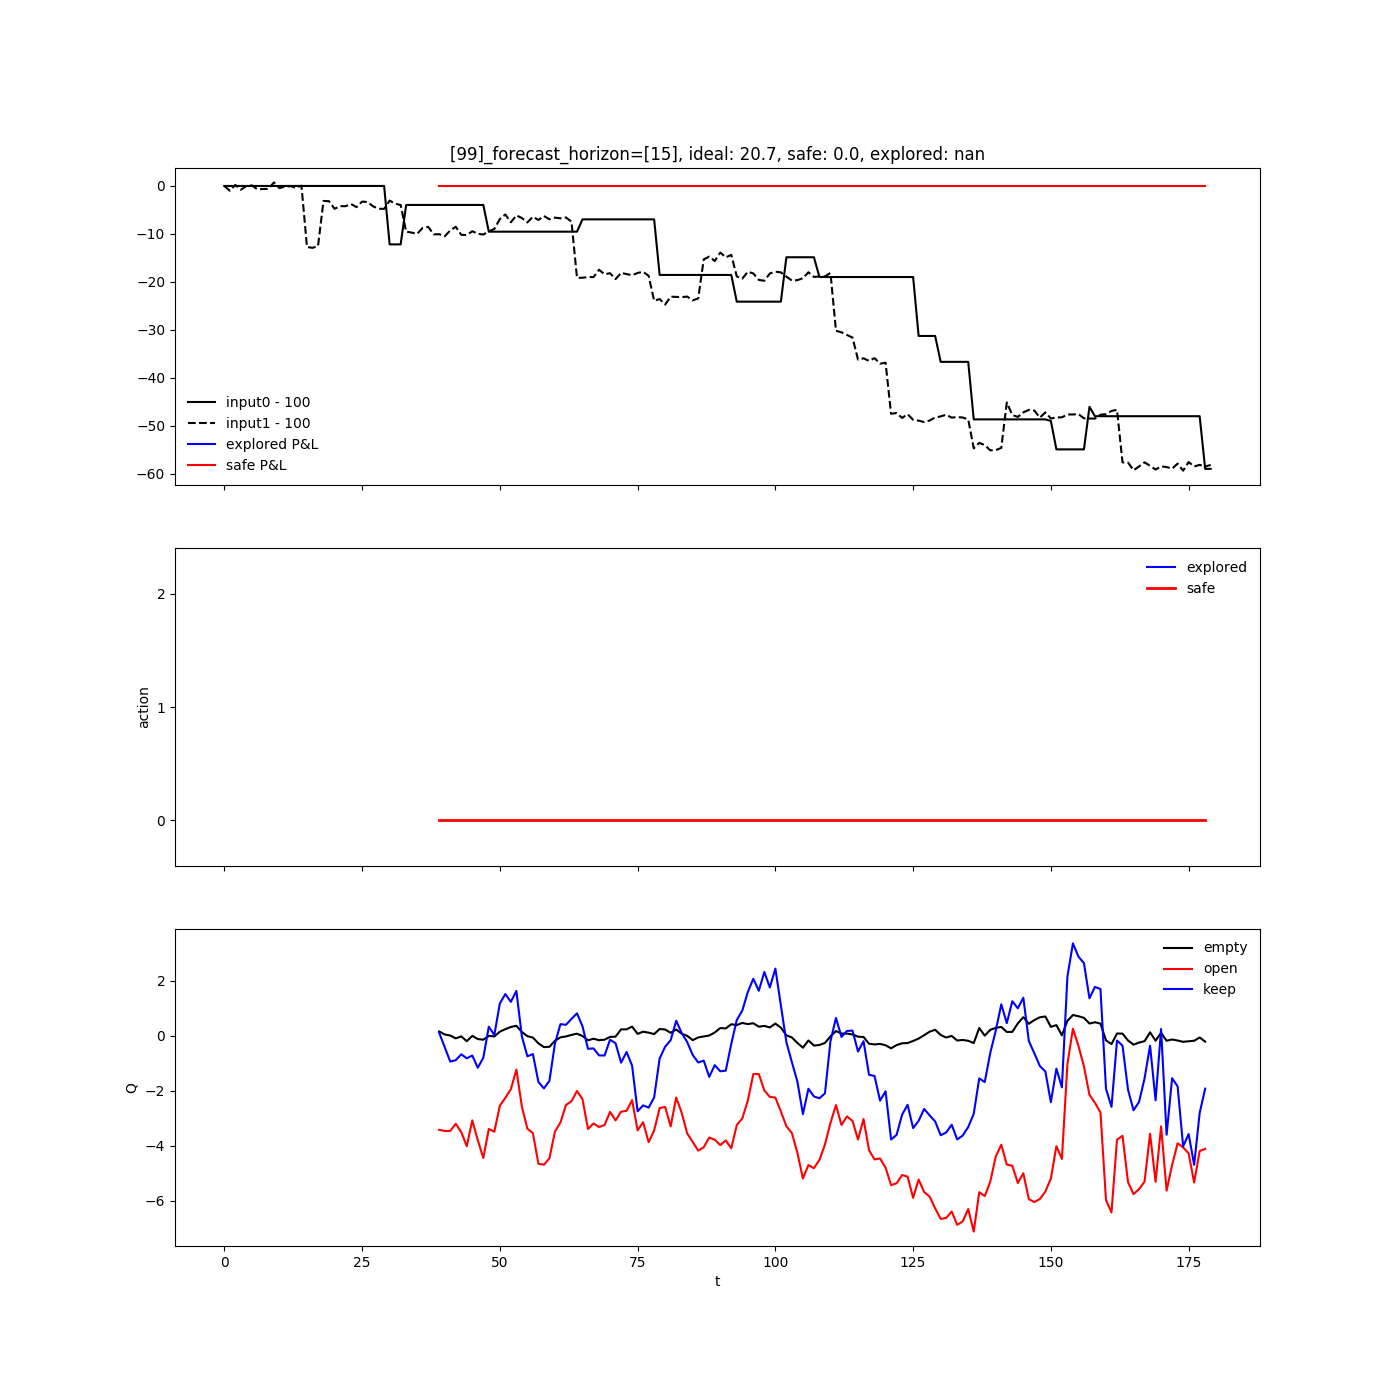 [99]_forecast_horizon=[15], ideal: 20.7, safe: 0.0, explored: nan
0
−10
−20
−30
−40
−50
−60
input0 - 100
input1 - 100
explored P&L
safe P&L
2
1
0
action
explored
safe
2
0
−2
−4
−6
Q
empty
open
keep
0 25 50 75 100 125 150 175
t